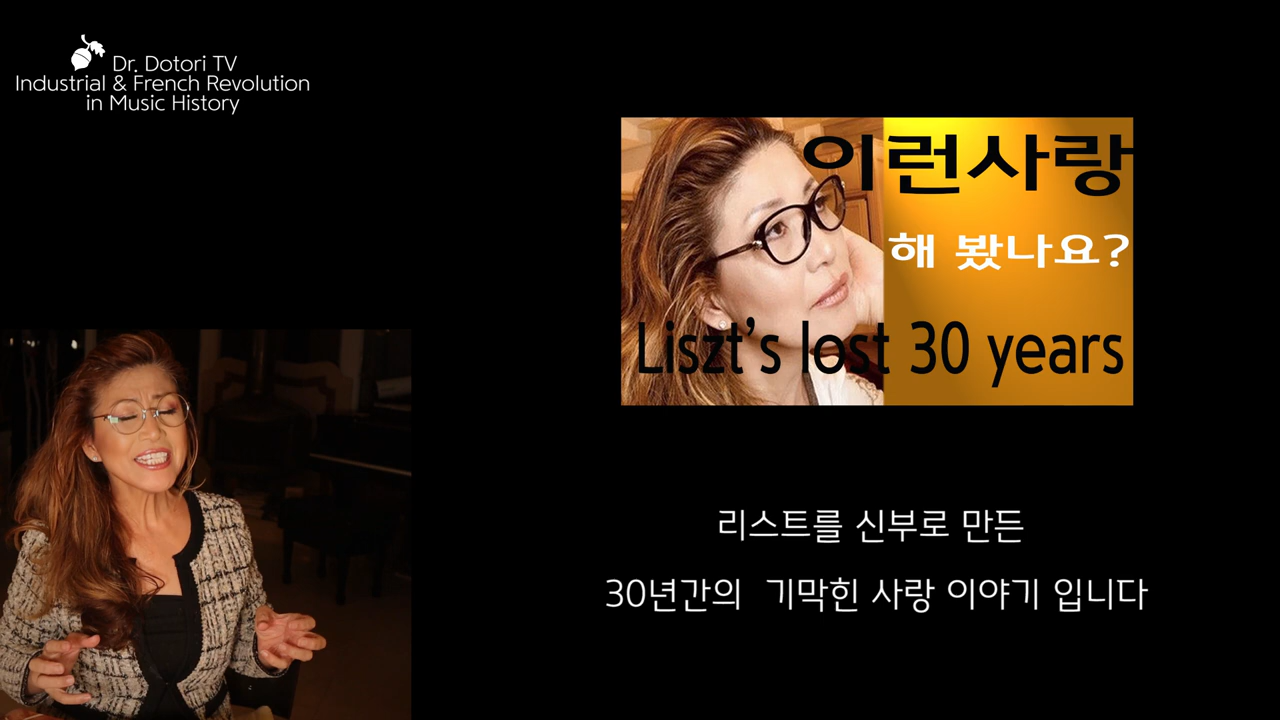 Dr. Dotori TV
Industrial & French Revolution
in Music History
이런사랑
해 봤나요?
Liszt's lost 30 years
리스트를 신부로 만든
30년간의 기막힌 사랑 이야기 입니다